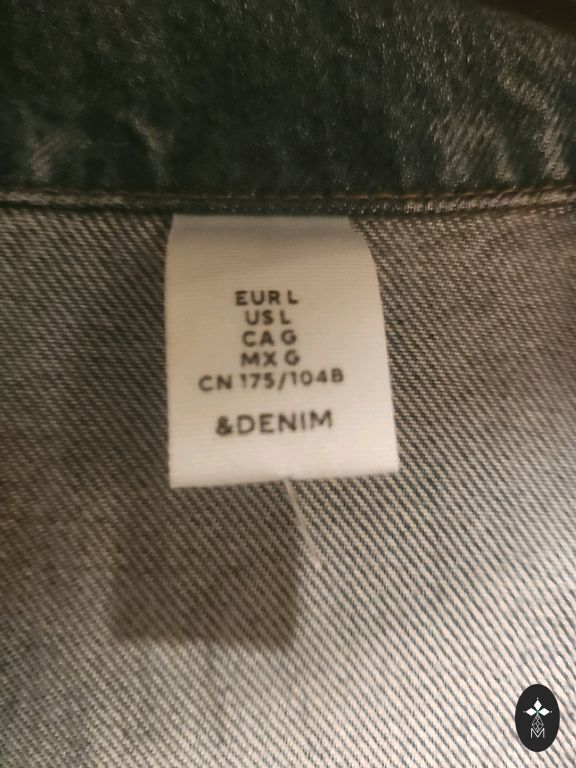 EUR L
US L
CA G
MX G
CN 175/104B
&DENIM